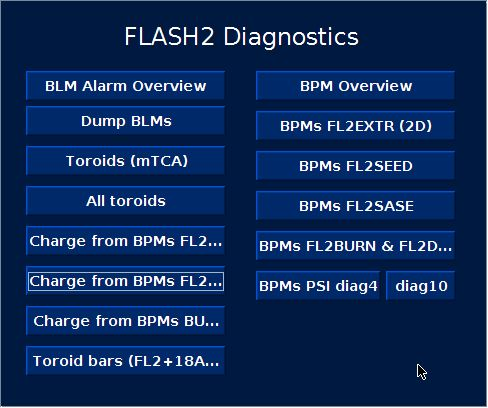 FLASH2 Diagnostics
BLM Alarm Overview
Dump BLMs
Toroids (mTCA)
All toroids
Charge from BPMs FL2...
Charge from BPMs FL2...
Charge from BPMs BU...
Toroid bars (FL2+18A...
BPM Overview
BPMs FL2EXTR (2D)
BPMs FL2SEED
BPMs FL2SASE
BPMs FL2BURN & FL2D...
BPMs PSI diag4
diag10